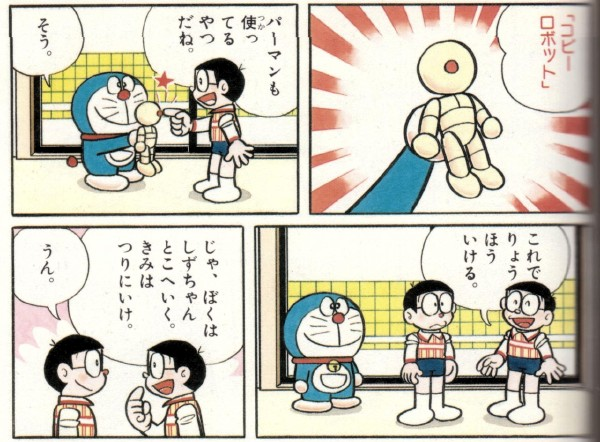 「コピー
ロボット」
パーマンも
使っ
つか
てる
やつ
だね。
そう。
これで
りょう
ほう
いける。
じゃ、ぼくは
しずちゃん
とこへいく。
きみは
つりにいけ。
うん。